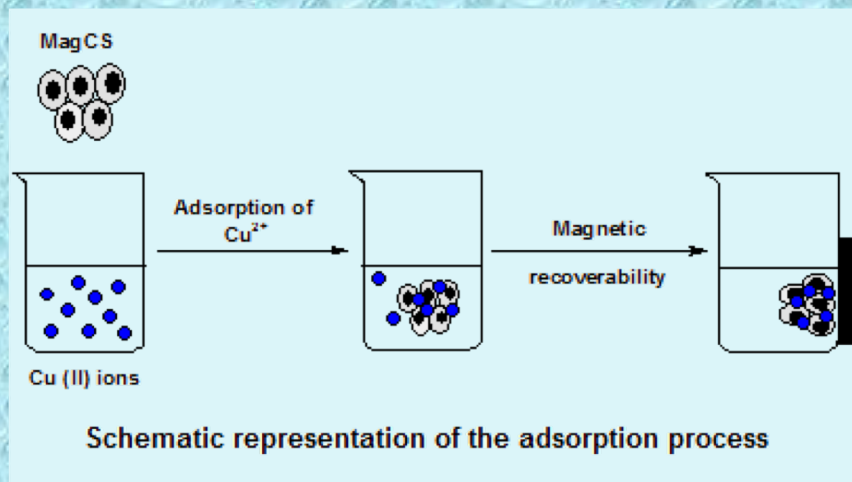 MagCS
Adsorption of
Cu²⁺
Magnetic
recoverability
Cu (II) ions
Schematic representation of the adsorption process